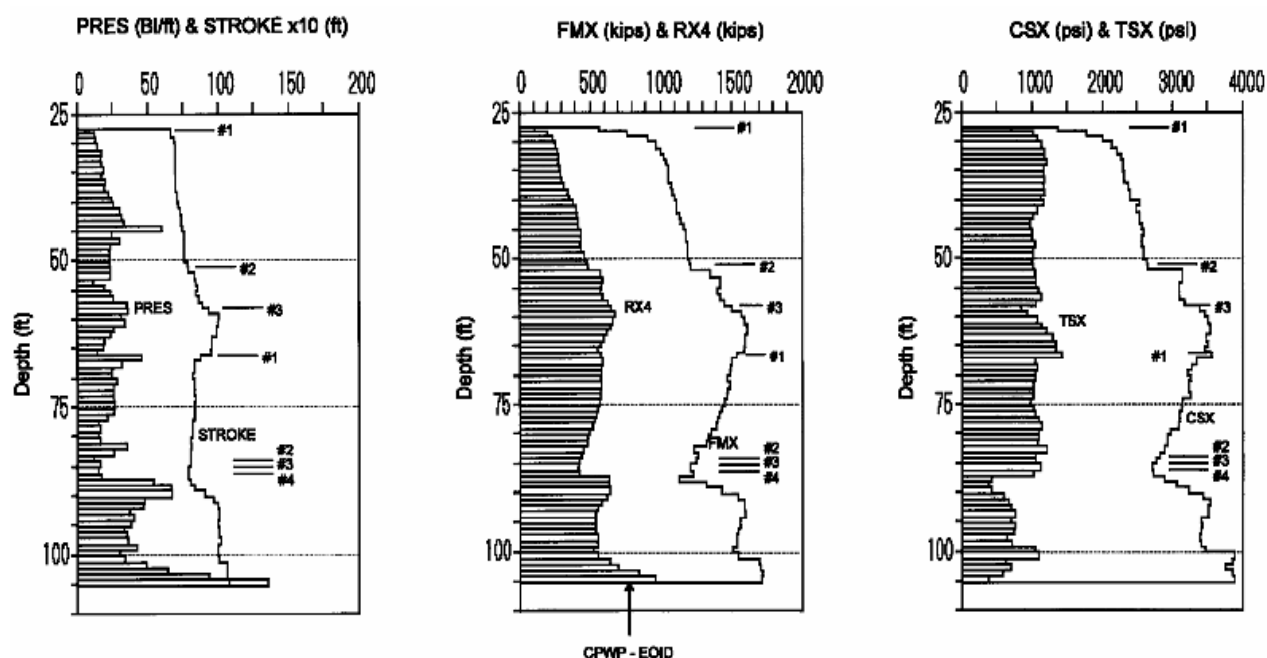 PRES (Bl/ft) & STROKE x10 (ft)
0 50 100 150 200
25
50
75
100
Depth (ft)
#1
#2
PRES
#3
#1
STROKE
#2
#3
#4
FMX (kips) & RX4 (kips)
0 500 1000 1500 2000
25
50
75
100
Depth (ft)
#1
#2
RX4
#3
#1
FMX
#2
#3
#4
CPWP - EOID
CSX (psi) & TSX (psi)
0 1000 2000 3000 4000
25
50
75
100
Depth (ft)
#1
#2
#3
TSX
#1
CSX
#2
#3
#4